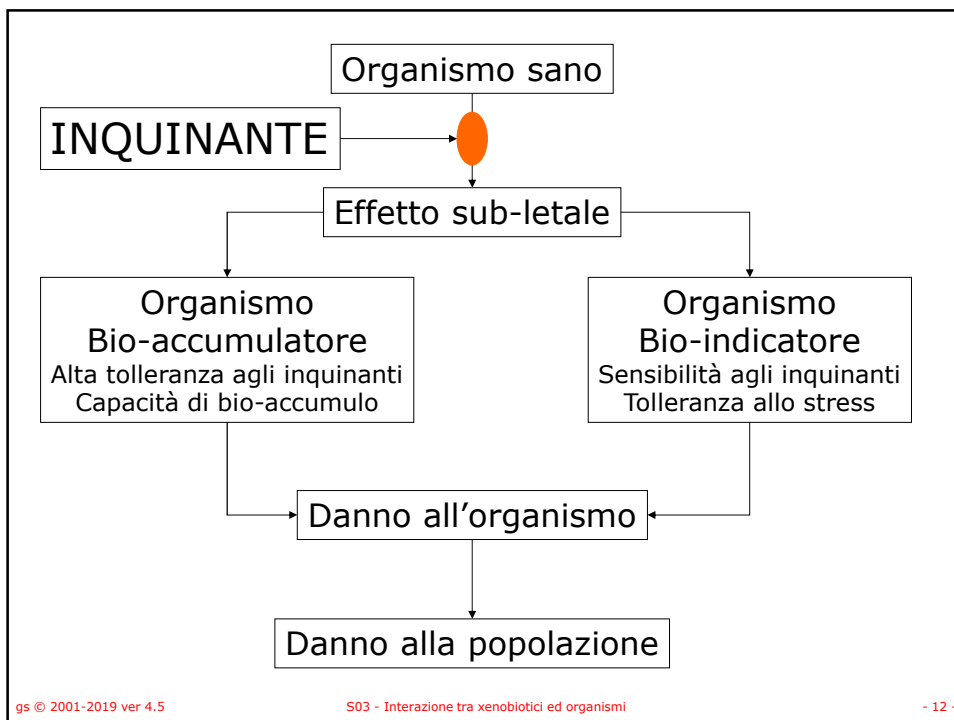 Organismo sano
INQUINANTE
Effetto sub-letale
Organismo
Bio-accumulatore
Alta tolleranza agli inquinanti
Capacità di bio-accumulo
Organismo
Bio-indicatore
Sensibilità agli inquinanti
Tolleranza allo stress
Danno all’organismo
Danno alla popolazione
gs © 2001-2019 ver 4.5
S03 - Interazione tra xenobiotici ed organismi
- 12 -